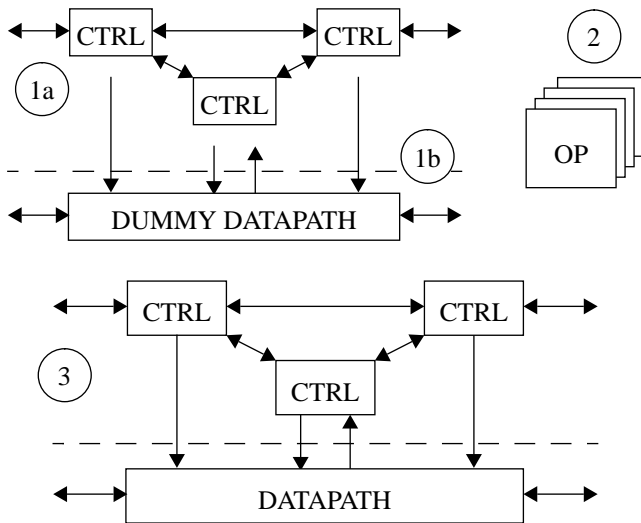 CTRL
CTRL
2
1a
CTRL
1b
OP
DUMMY DATAPATH
CTRL
CTRL
3
CTRL
DATAPATH